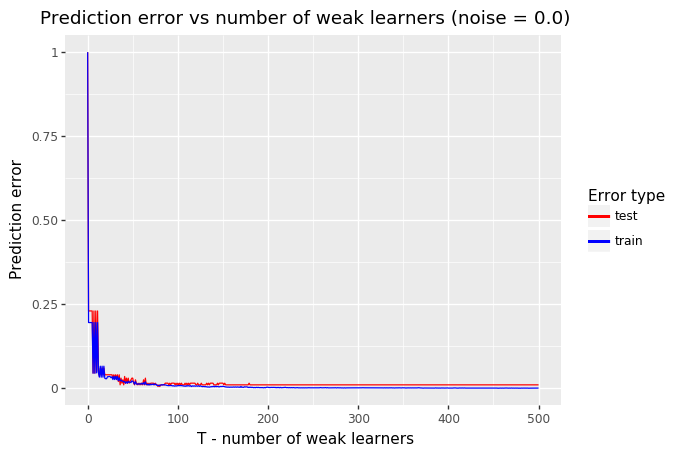 Prediction error vs number of weak learners (noise = 0.0)
1
0.75
0.50
0.25
0
Prediction error
0 100 200 300 400 500
T - number of weak learners
Error type
test
train